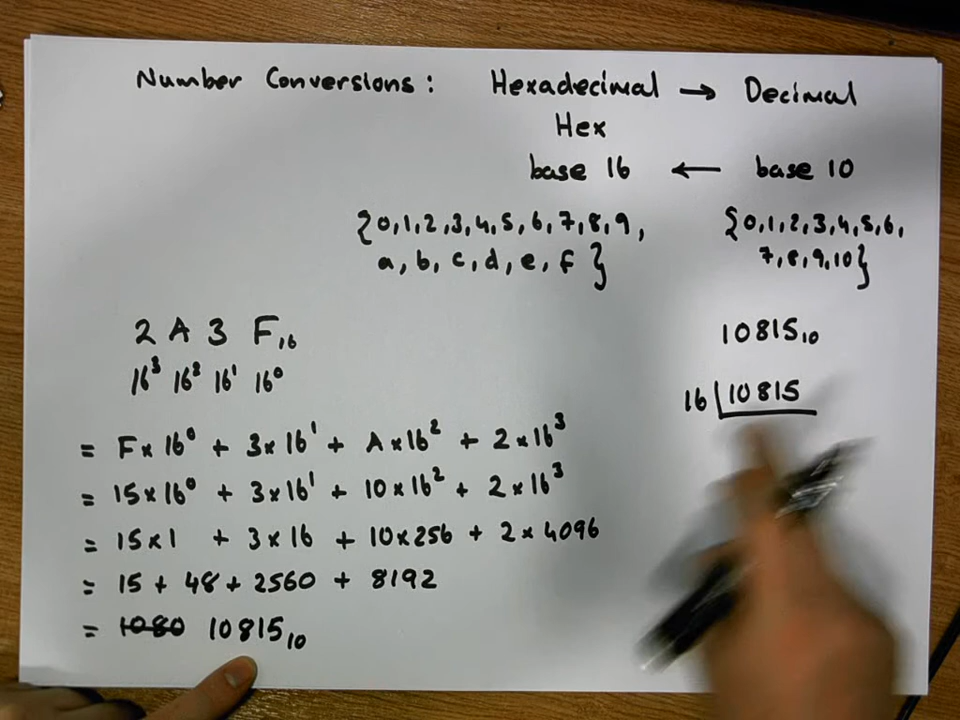 Number Conversions: Hexadecimal → Decimal
Hex
base 16 ← base 10
{0,1,2,3,4,5,6,7,8,9, {0,1,2,3,4,5,6,
a, b, c, d, e, f} 7,8,9,10}
2 A 3 F₁₆ 10815₁₀
16³ 16² 16¹ 16⁰
16 |10815
= F×16⁰ + 3×16¹ + A×16² + 2×16³
= 15×16⁰ + 3×16¹ + 10×16² + 2×16³
= 15×1 + 3×16 + 10×256 + 2×4096
= 15 + 48 + 2560 + 8192
= 1080 10815₁₀